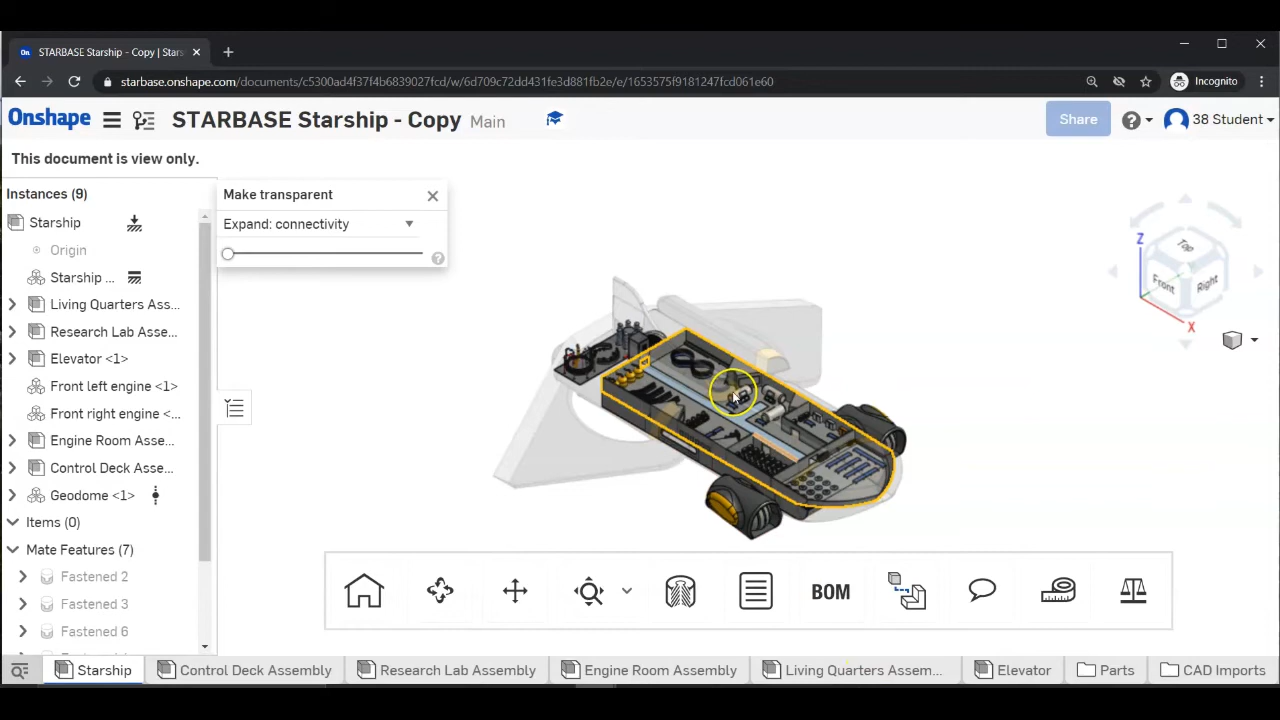 On STARBASE Starship - Copy | Stars
starbase.onshape.com/documents/c5300ad4f37f4b6839027fcd/w/6d709c72dd431fe3d881fb2e/e/1653575f9181247fcd061e60
Incognito
Onshape STARBASE Starship - Copy Main
Share
38 Student
This document is view only.
Instances (9)
Make transparent
Starship
Expand: connectivity
Origin
Starship ...
Living Quarters Ass...
Research Lab Asse...
Elevator <1>
Front left engine <1>
Front right engine <...
Engine Room Asse...
Control Deck Asse...
Geodome <1>
Items (0)
Mate Features (7)
Fastened 2
Fastened 3
Fastened 6
Z
Top
Front
Right
X
BOM
Starship
Control Deck Assembly
Research Lab Assembly
Engine Room Assembly
Living Quarters Assem...
Elevator
Parts
CAD Imports